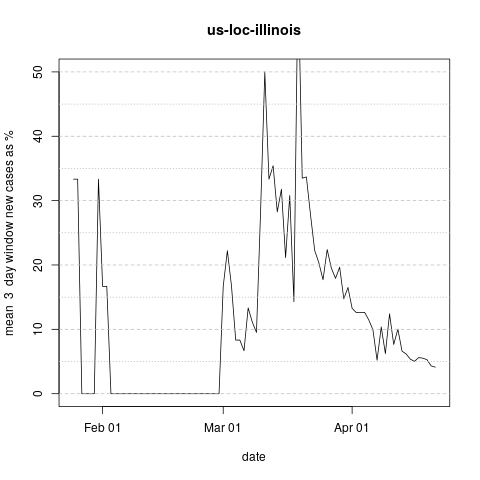 us-loc-illinois
mean 3 day window new cases as %
50
40
30
20
10
0
Feb 01
Mar 01
Apr 01
date